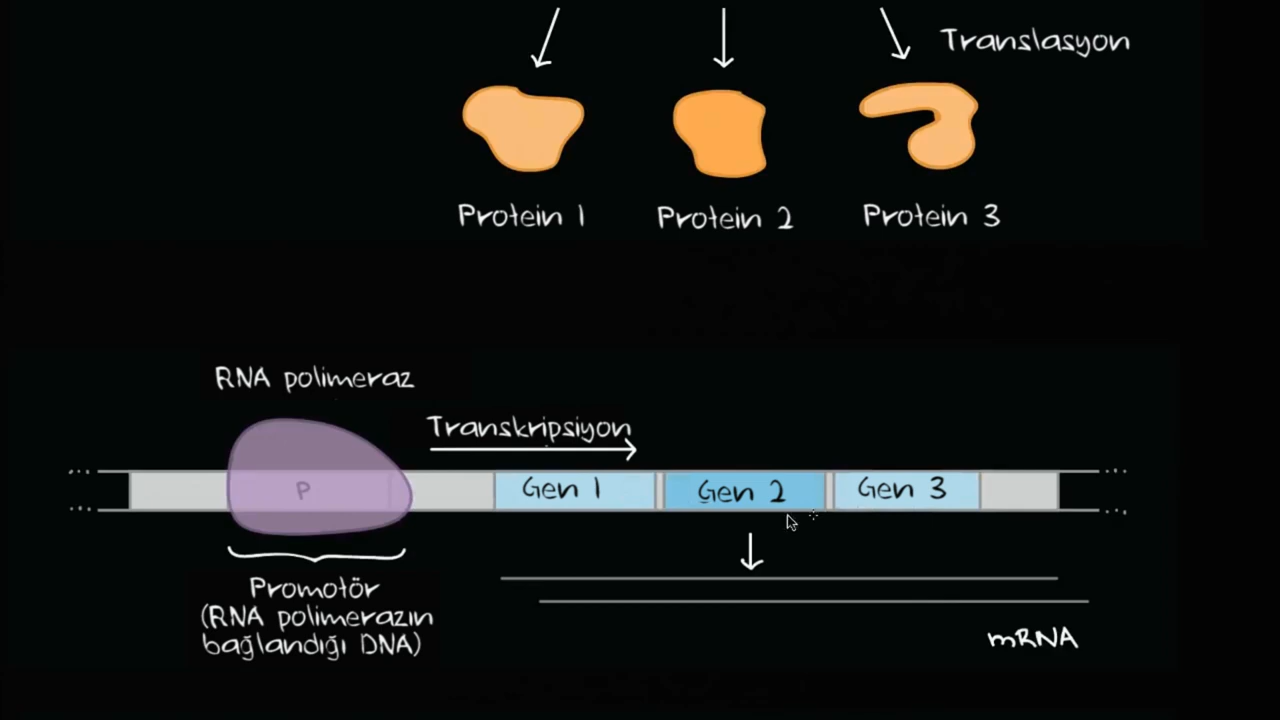 Translasyon
Protein 1
Protein 2
Protein 3
RNA polimeraz
Transkripsiyon
P
Gen 1
Gen 2
Gen 3
Promotör
(RNA polimerazın
bağlandığı DNA)
mRNA